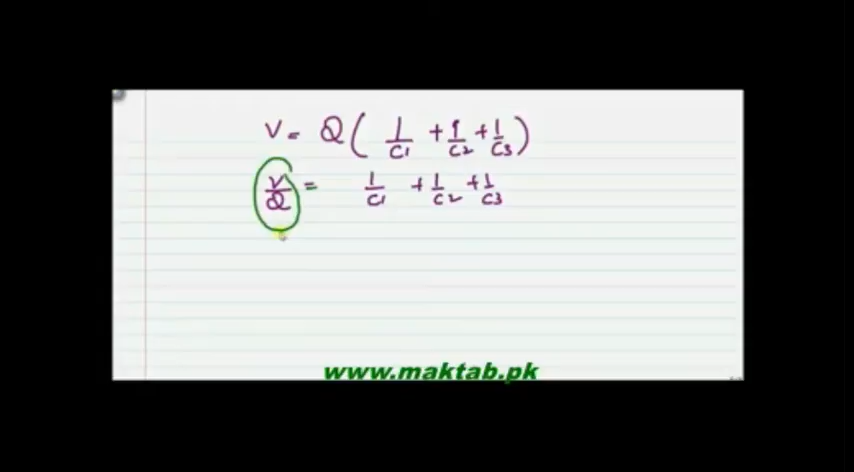 V = Q ( 1/C1 + 1/C2 + 1/C3 )
V/Q = 1/C1 + 1/C2 + 1/C3
www.maktab.pk